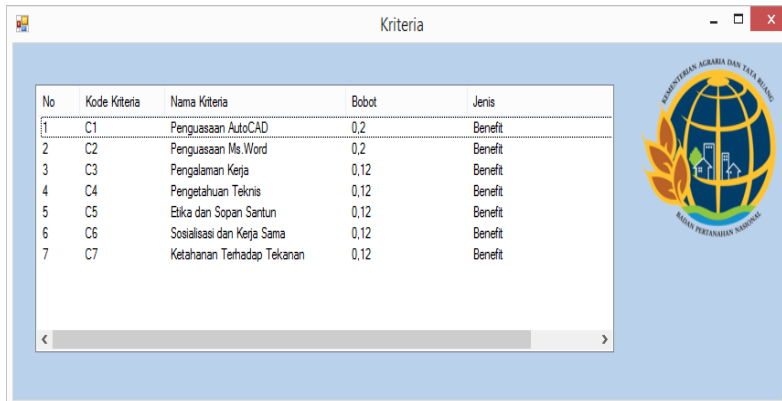 Kriteria
No Kode Kriteria Nama Kriteria Bobot Jenis
1 C1 Penguasaan AutoCAD 0,2 Benefit
2 C2 Penguasaan Ms.Word 0,2 Benefit
3 C3 Pengalaman Kerja 0,12 Benefit
4 C4 Pengetahuan Teknis 0,12 Benefit
5 C5 Etika dan Sopan Santun 0,12 Benefit
6 C6 Sosialisasi dan Kerja Sama 0,12 Benefit
7 C7 Ketahanan Terhadap Tekanan 0,12 Benefit
KEMENTERIAN AGRARIA DAN TATA RUANG
BADAN PERTANAHAN NASIONAL